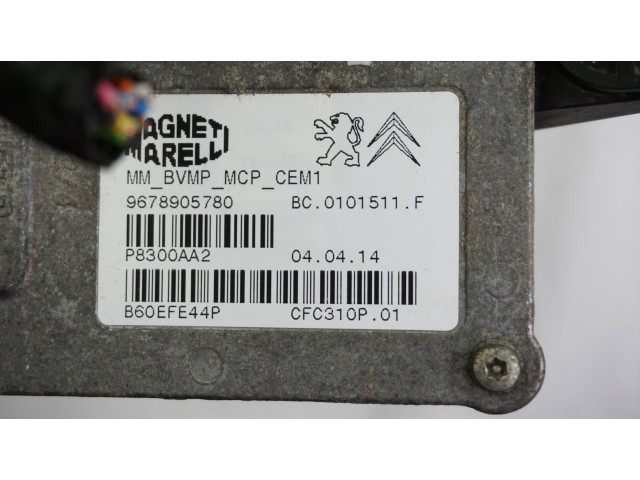 MAGNETI
MARELLI
MM_BVMP_MCP_CEM1
9678905780 BC.0101511.F
P8300AA2 04.04.14
B60EFE44P CFC310P.01